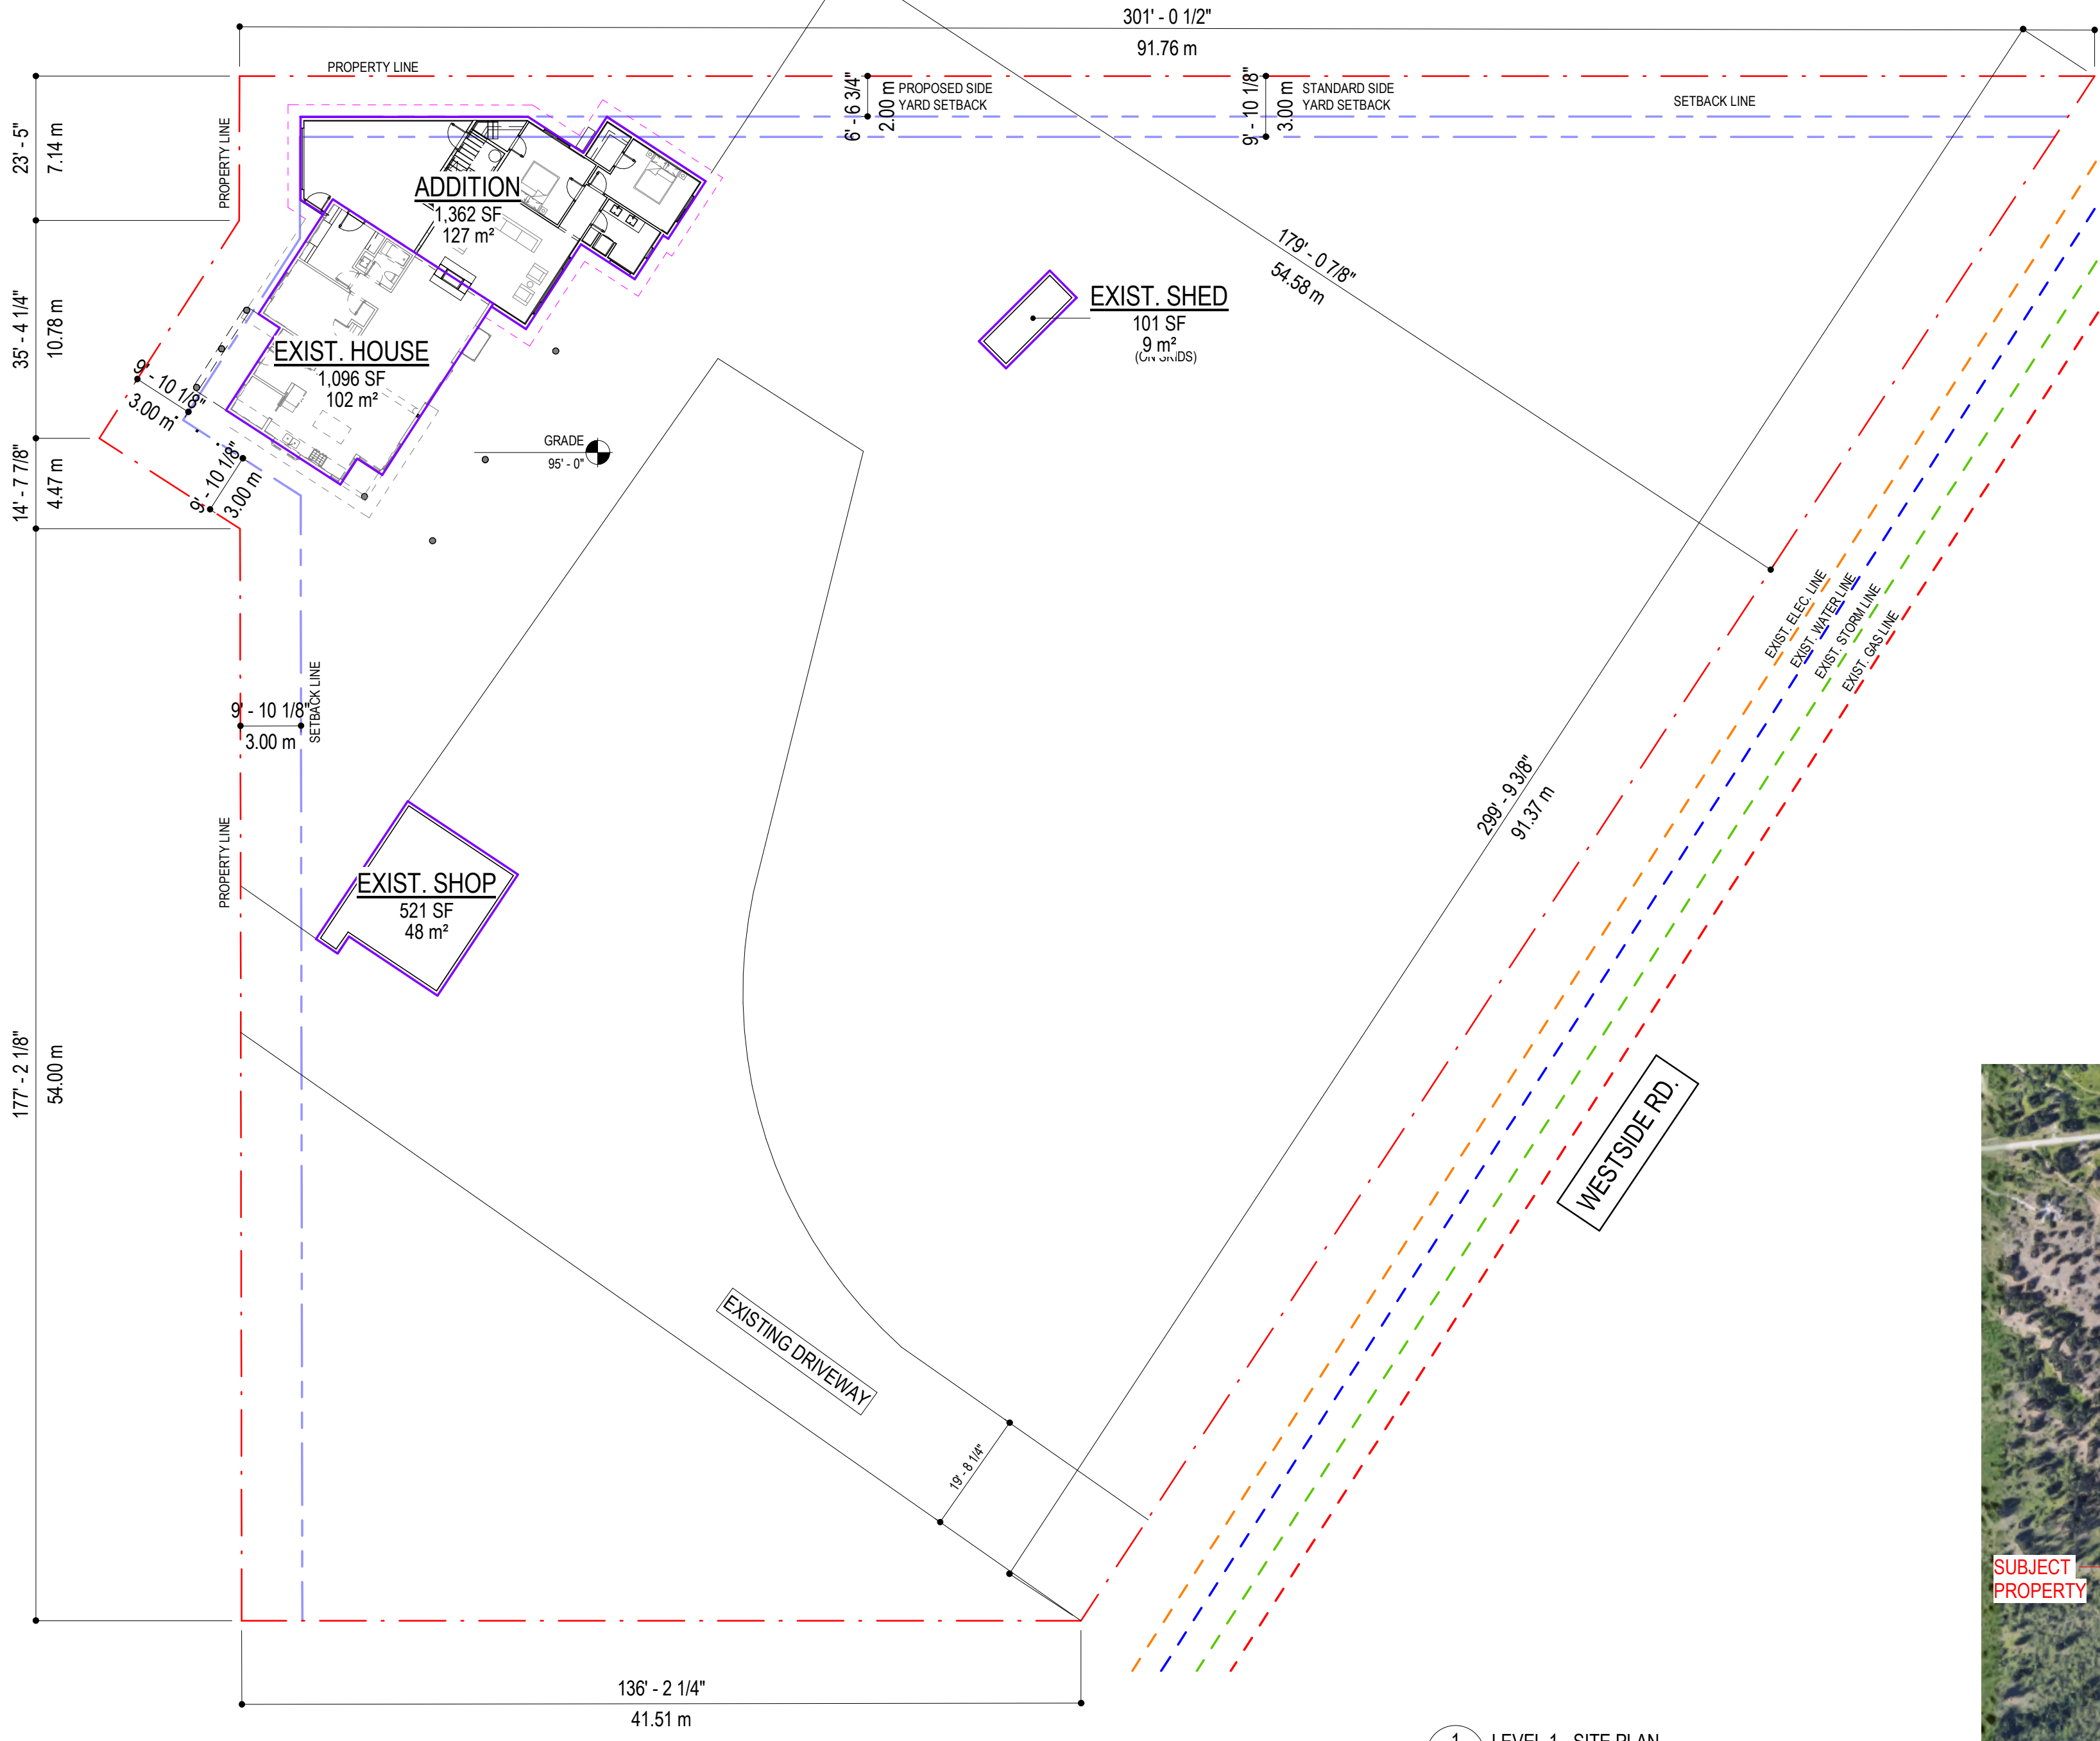 301' - 0 1/2"
91.76 m
PROPERTY LINE
6' - 6 3/4"
2.00 m
PROPOSED SIDE
YARD SETBACK
9' - 10 1/8"
3.00 m
STANDARD SIDE
YARD SETBACK
SETBACK LINE
23' - 5"
7.14 m
PROPERTY LINE
ADDITION
1,362 SF
127 m²
179' - 0 7/8"
54.58 m
EXIST. SHED
101 SF
9 m²
(ON SKIDS)
35' - 4 1/4"
10.78 m
EXIST. HOUSE
1,096 SF
102 m²
9' - 10 1/8"
3.00 m
GRADE
95' - 0"
14' - 7 7/8"
4.47 m
9' - 10 1/8"
3.00 m
EXIST. ELEC. LINE
EXIST. WATER LINE
EXIST. STORM LINE
EXIST. GAS LINE
SETBACK LINE
9' - 10 1/8"
3.00 m
299' - 9 3/8"
91.37 m
PROPERTY LINE
EXIST. SHOP
521 SF
48 m²
177' - 2 1/8"
54.00 m
WESTSIDE RD.
EXISTING DRIVEWAY
19' - 8 1/4"
SUBJECT
PROPERTY
136' - 2 1/4"
41.51 m
1
LEVEL 1 - SITE PLAN